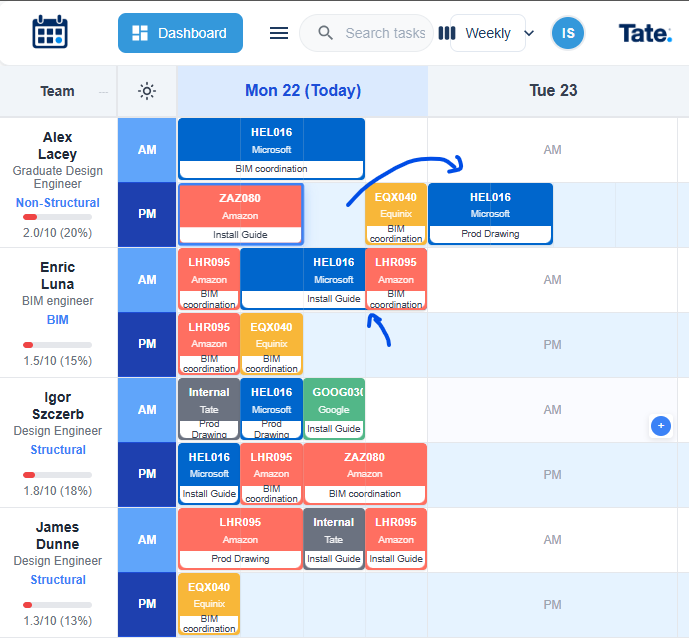 Dashboard
Search tasks
Weekly
IS
Tate.
Team
Mon 22 (Today)
Tue 23
Alex
Lacey
Graduate Design
Engineer
Non-Structural
2.0/10 (20%)
AM
HEL016
Microsoft
BIM coordination
AM
PM
ZAZ080
Amazon
Install Guide
EQX040
Equinix
BIM
coordination
HEL016
Microsoft
Prod Drawing
Enric
Luna
BIM engineer
BIM
1.5/10 (15%)
AM
LHR095
Amazon
BIM
coordination
HEL016
Microsoft
Install Guide
LHR095
Amazon
BIM
coordination
AM
PM
LHR095
Amazon
BIM
coordination
EQX040
Equinix
BIM
coordination
PM
Igor
Szczerb
Design Engineer
Structural
1.8/10 (18%)
AM
Internal
Tate
Prod
Drawing
HEL016
Microsoft
Prod
Drawing
GOOG030
Google
Install Guide
AM
PM
HEL016
Microsoft
Install Guide
LHR095
Amazon
BIM
coordination
ZAZ080
Amazon
BIM coordination
PM
James
Dunne
Design Engineer
Structural
1.3/10 (13%)
AM
LHR095
Amazon
Prod Drawing
Internal
Tate
Install Guide
LHR095
Amazon
Install Guide
AM
PM
EQX040
Equinix
BIM
coordination
PM